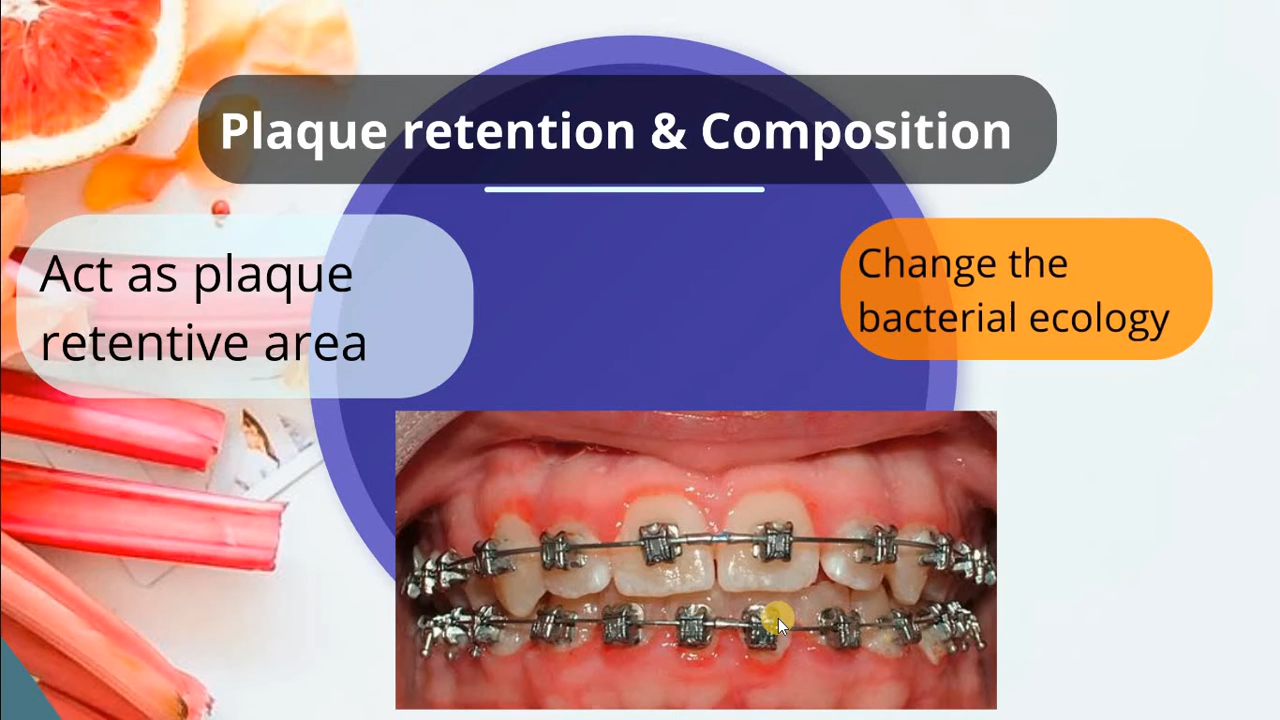 Plaque retention & Composition
Act as plaque
retentive area
Change the
bacterial ecology